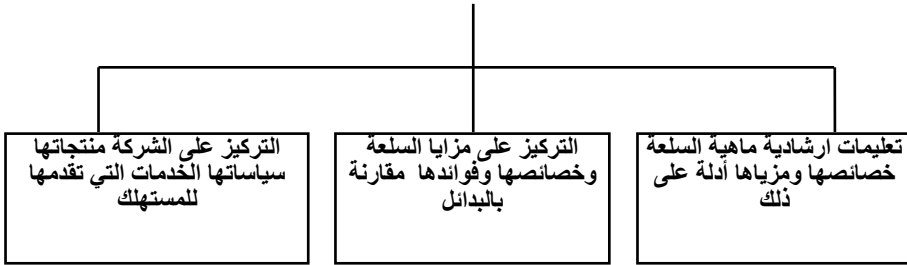 تعليمات ارشادية ماهية السلعة
خصائصها ومزياها أدلة على
ذلك
التركيز على مزايا السلعة
وخصائصها وفوائدها مقارنة
بالبدائل
التركيز على الشركة منتجاتها
سياساتها الخدمات التي تقدمها
للمستهلك